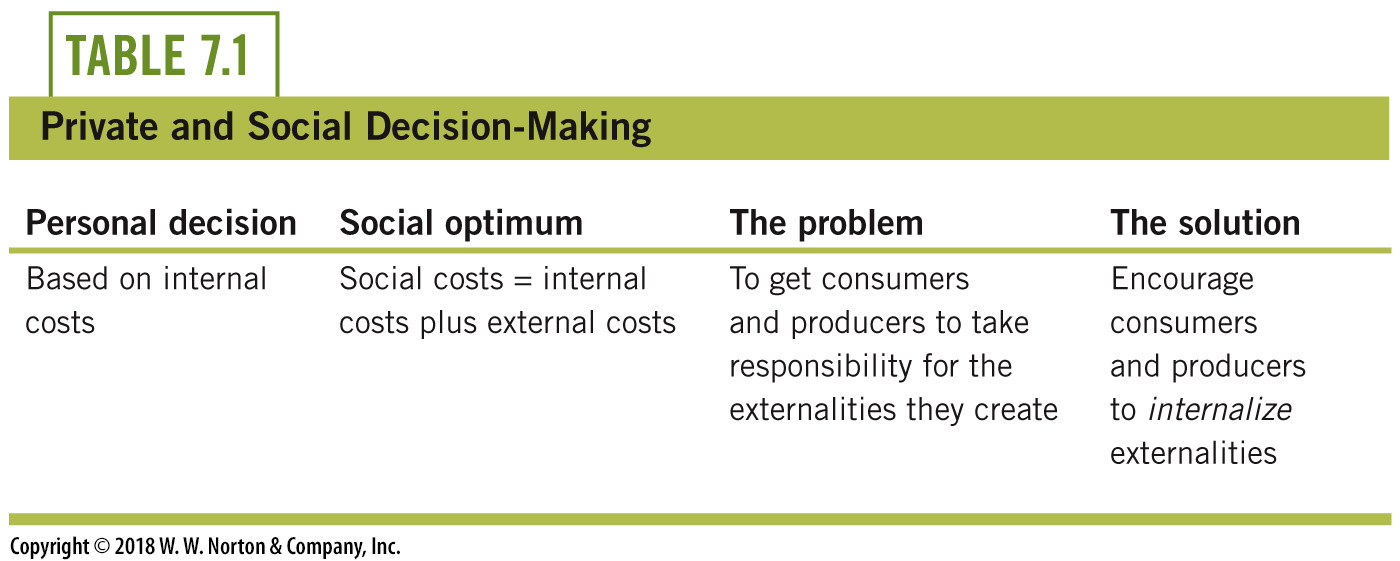 TABLE 7.1
Private and Social Decision-Making
Personal decision
Social optimum
The problem
The solution
Based on internal
costs
Social costs = internal
costs plus external costs
To get consumers
and producers to take
responsibility for the
externalities they create
Encourage
consumers
and producers
to internalize
externalities
Copyright © 2018 W. W. Norton & Company, Inc.